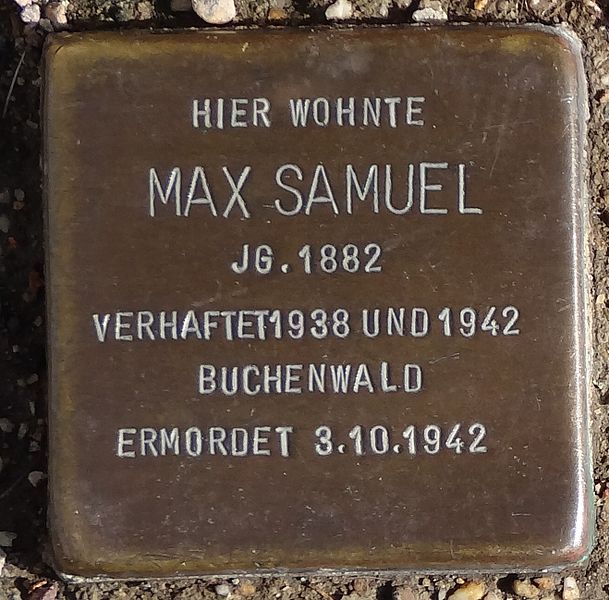 HIER WOHNTE
MAX SAMUEL
JG. 1882
VERHAFTET 1938 UND 1942
BUCHENWALD
ERMORDET 3.10.1942